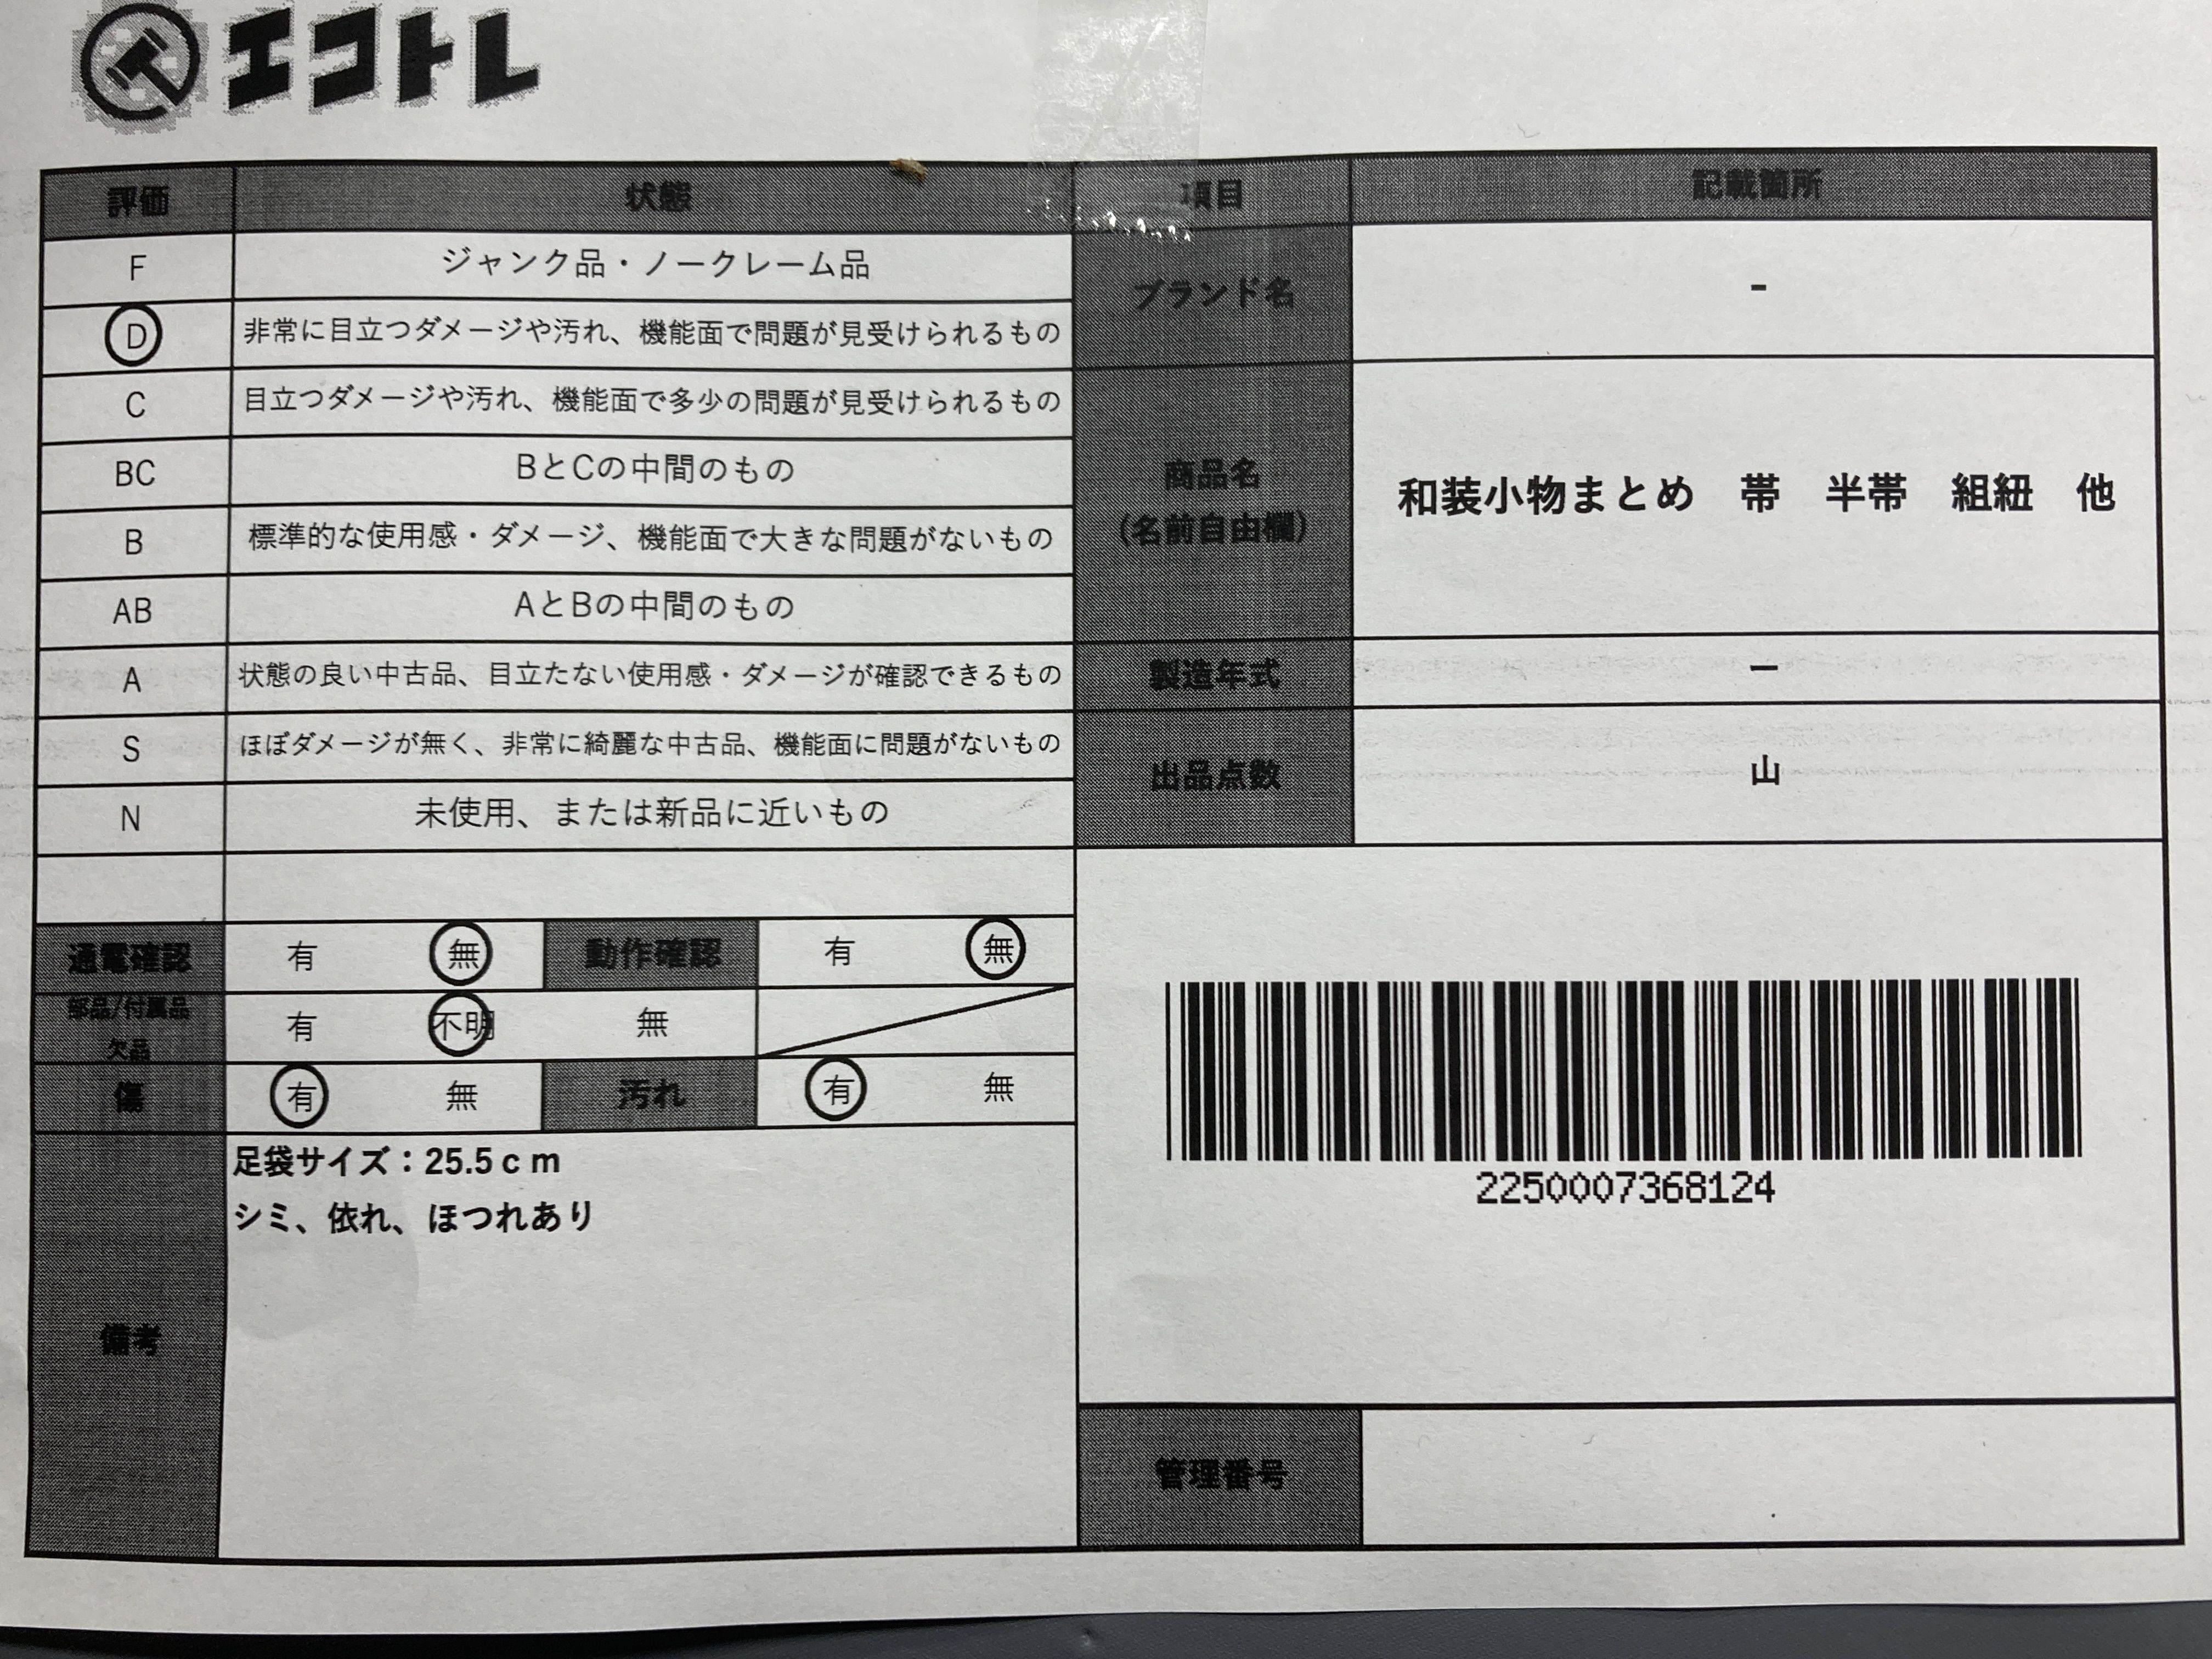 エコトレ
評価 状態
F ジャンク品・ノークレーム品
D 非常に目立つダメージや汚れ、機能面で問題が見受けられるもの
C 目立つダメージや汚れ、機能面で多少の問題が見受けられるもの
BC BとCの中間のもの
B 標準的な使用感・ダメージ、機能面で大きな問題がないもの
AB AとBの中間のもの
A 状態の良い中古品、目立たない使用感・ダメージが確認できるもの
S ほぼダメージが無く、非常に綺麗な中古品、機能面に問題がないもの
N 未使用、または新品に近いもの
通電確認 有 無 動作確認 有 無
部品/付属品
欠品
有 不明 無
傷 有 無 汚れ 有 無
備考
足袋サイズ：25.5ｃｍ
シミ、依れ、ほつれあり
項目 記載箇所
ブランド名 -
商品名
（名前自由欄）
和装小物まとめ　帯　半帯　組紐　他
製造年式 ー
出品点数 山
2250007368124
管理番号